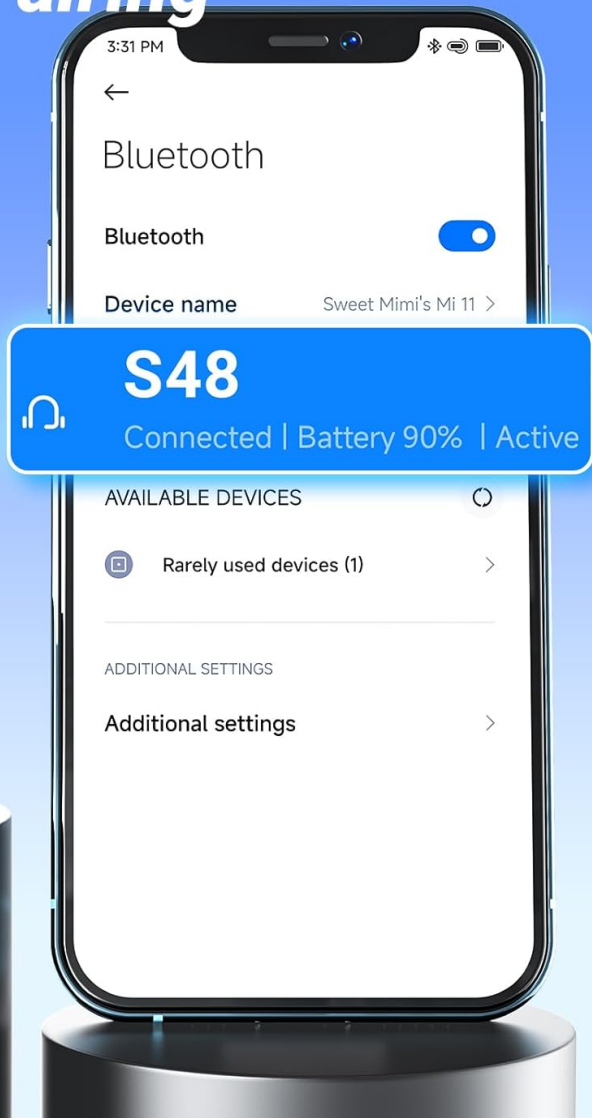 airing
3:31 PM
Bluetooth
Bluetooth
Device name Sweet Mimi's Mi 11
S48
Connected | Battery 90% | Active
AVAILABLE DEVICES
Rarely used devices (1)
ADDITIONAL SETTINGS
Additional settings